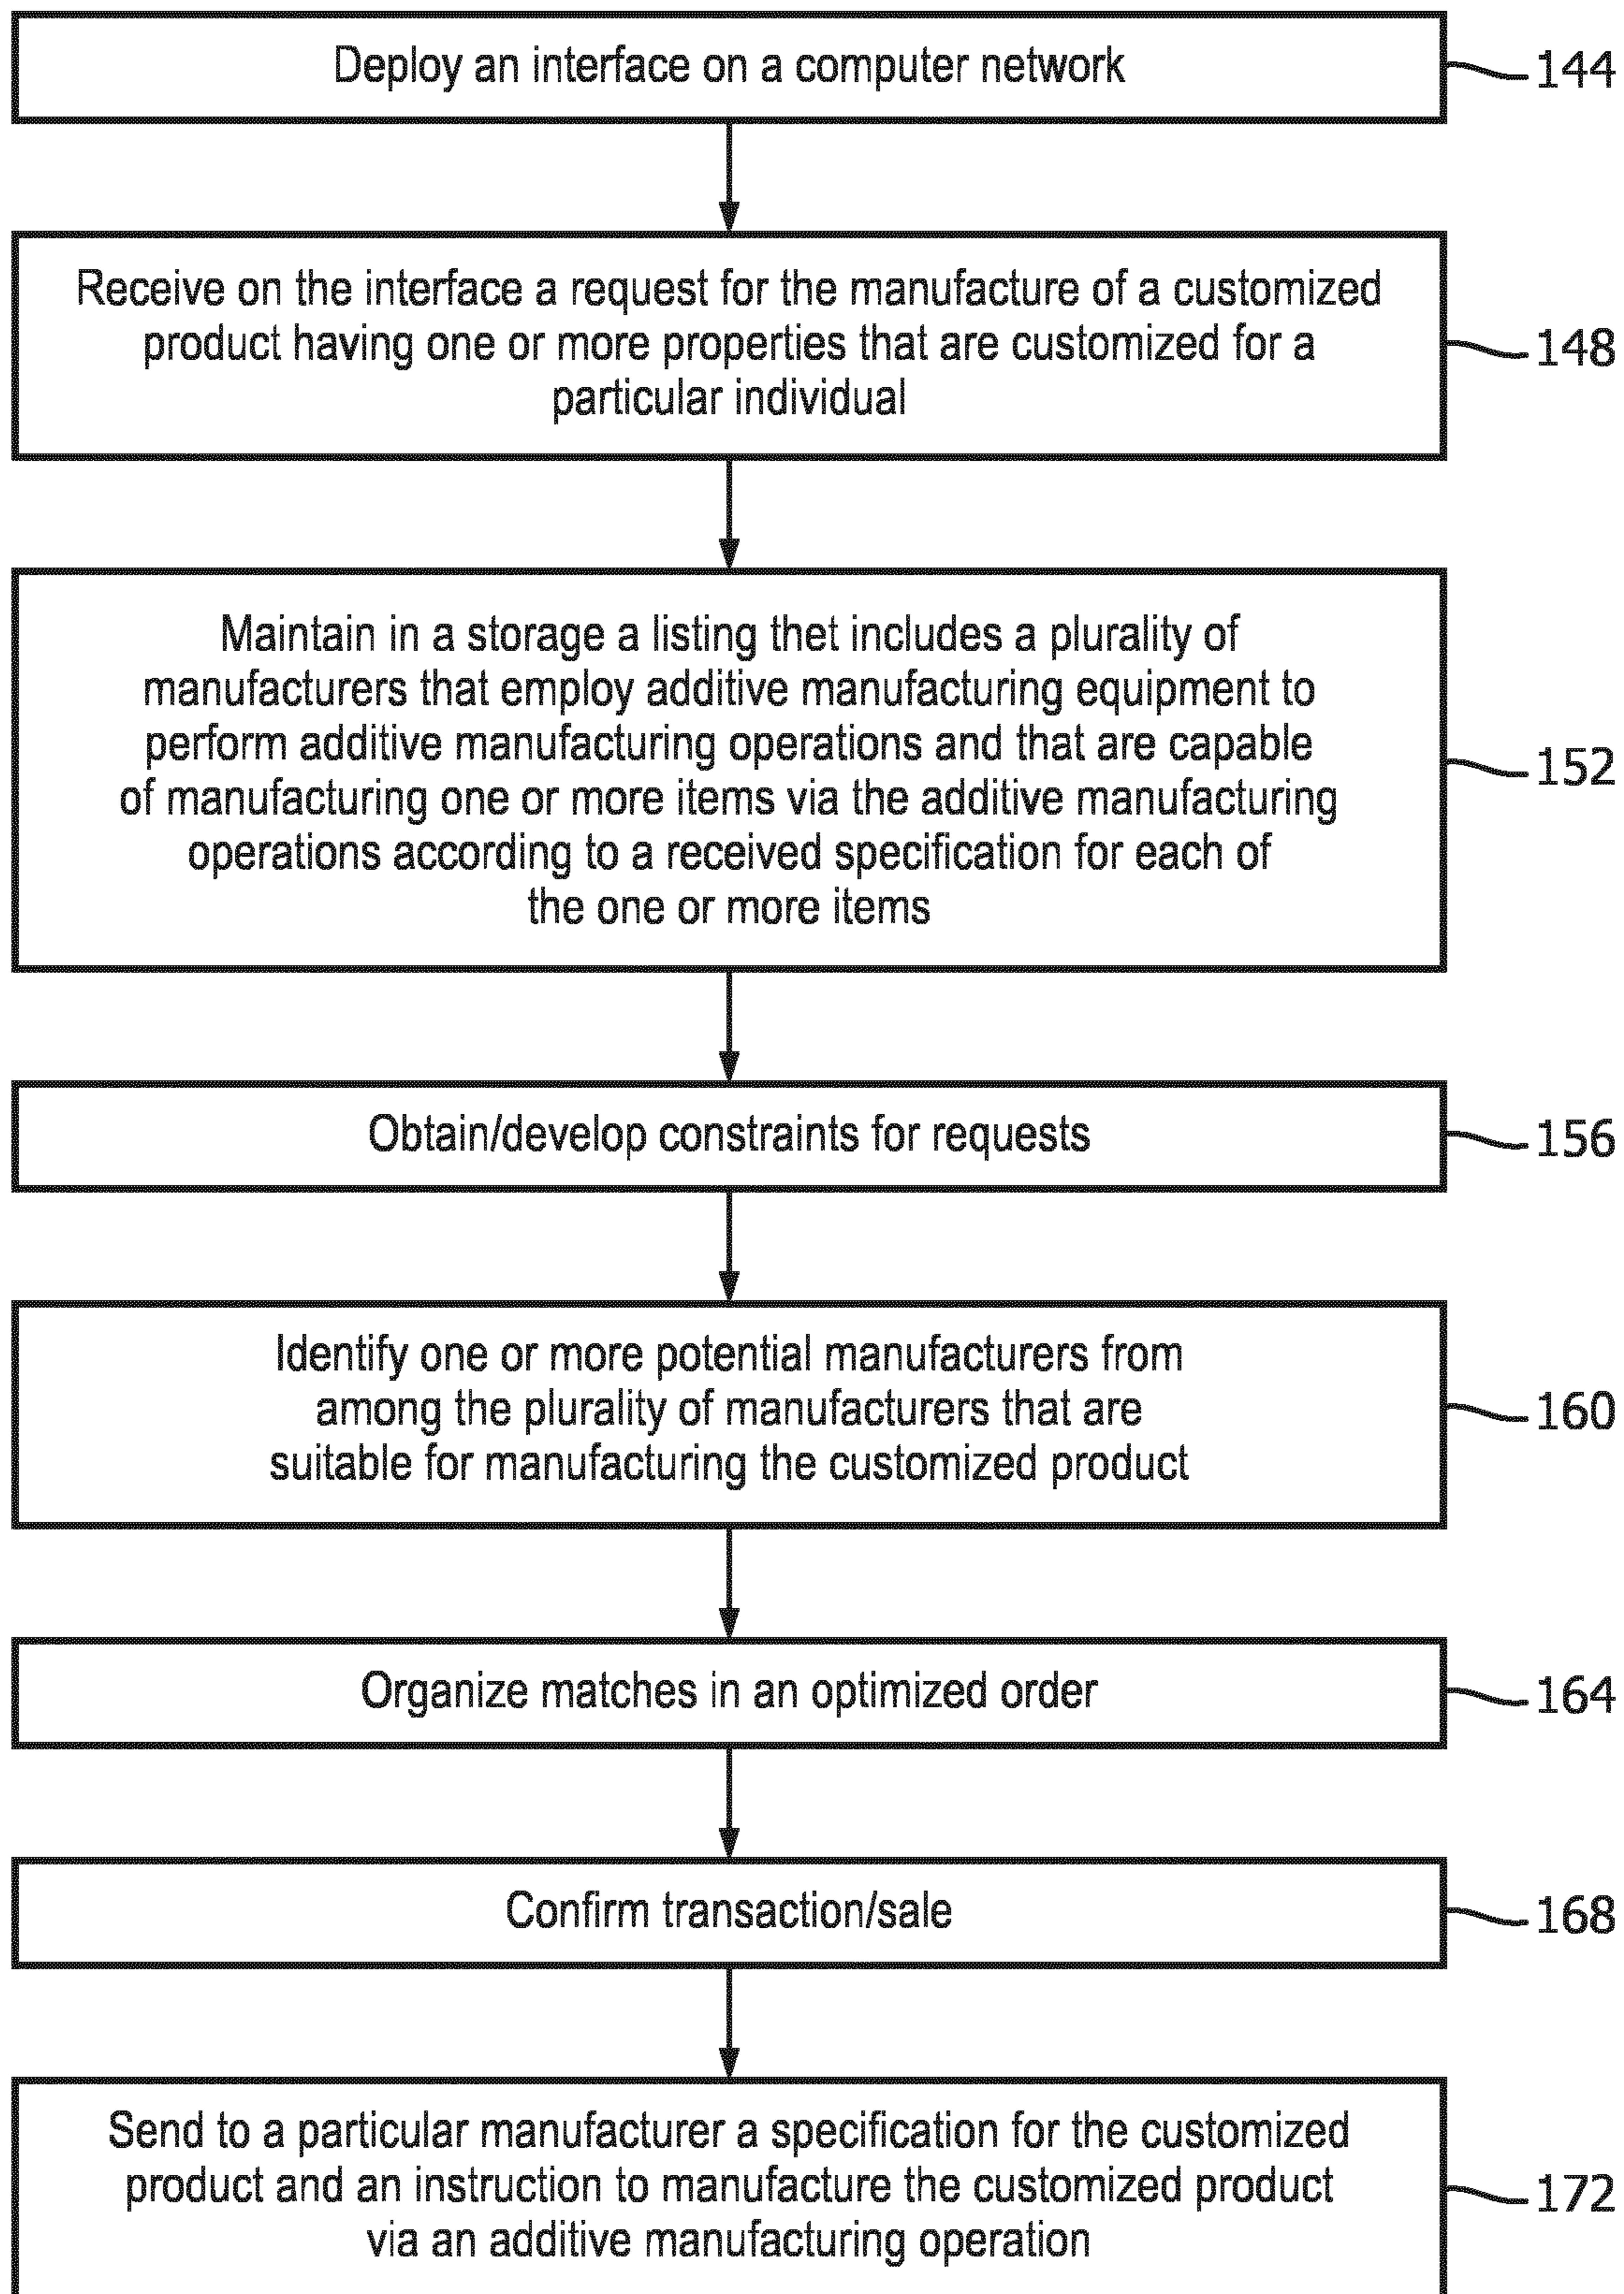 Deploy an interface on a computer network
144
Receive on the interface a request for the manufacture of a customized
product having one or more properties that are customized for a
particular individual
148
Maintain in a storage a listing thet includes a plurality of
manufacturers that employ additive manufacturing equipment to
perform additive manufacturing operations and that are capable
of manufacturing one or more items via the additive manufacturing
operations according to a received specification for each of
the one or more items
152
Obtain/develop constraints for requests
156
Identify one or more potential manufacturers from
among the plurality of manufacturers that are
suitable for manufacturing the customized product
160
Organize matches in an optimized order
164
Confirm transaction/sale
168
Send to a particular manufacturer a specification for the customized
product and an instruction to manufacture the customized product
via an additive manufacturing operation
172